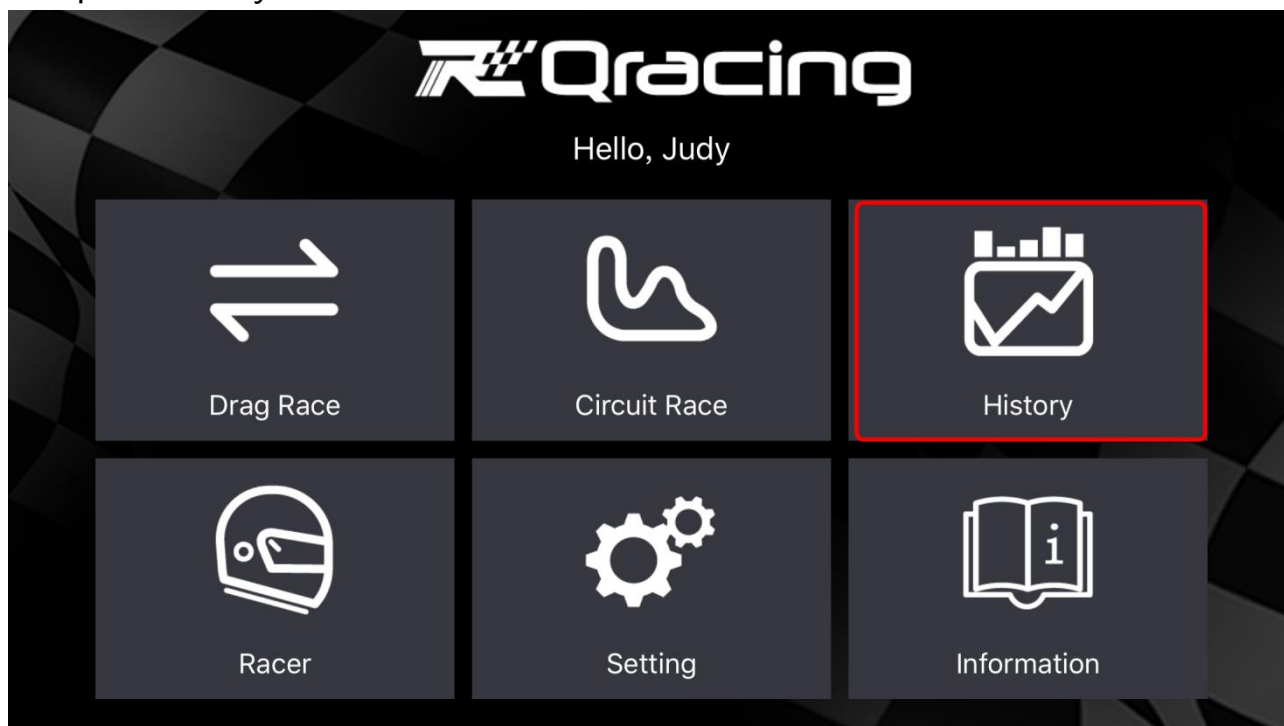 Qracing
Hello, Judy
Drag Race
Circuit Race
History
i
Racer
Setting
Information